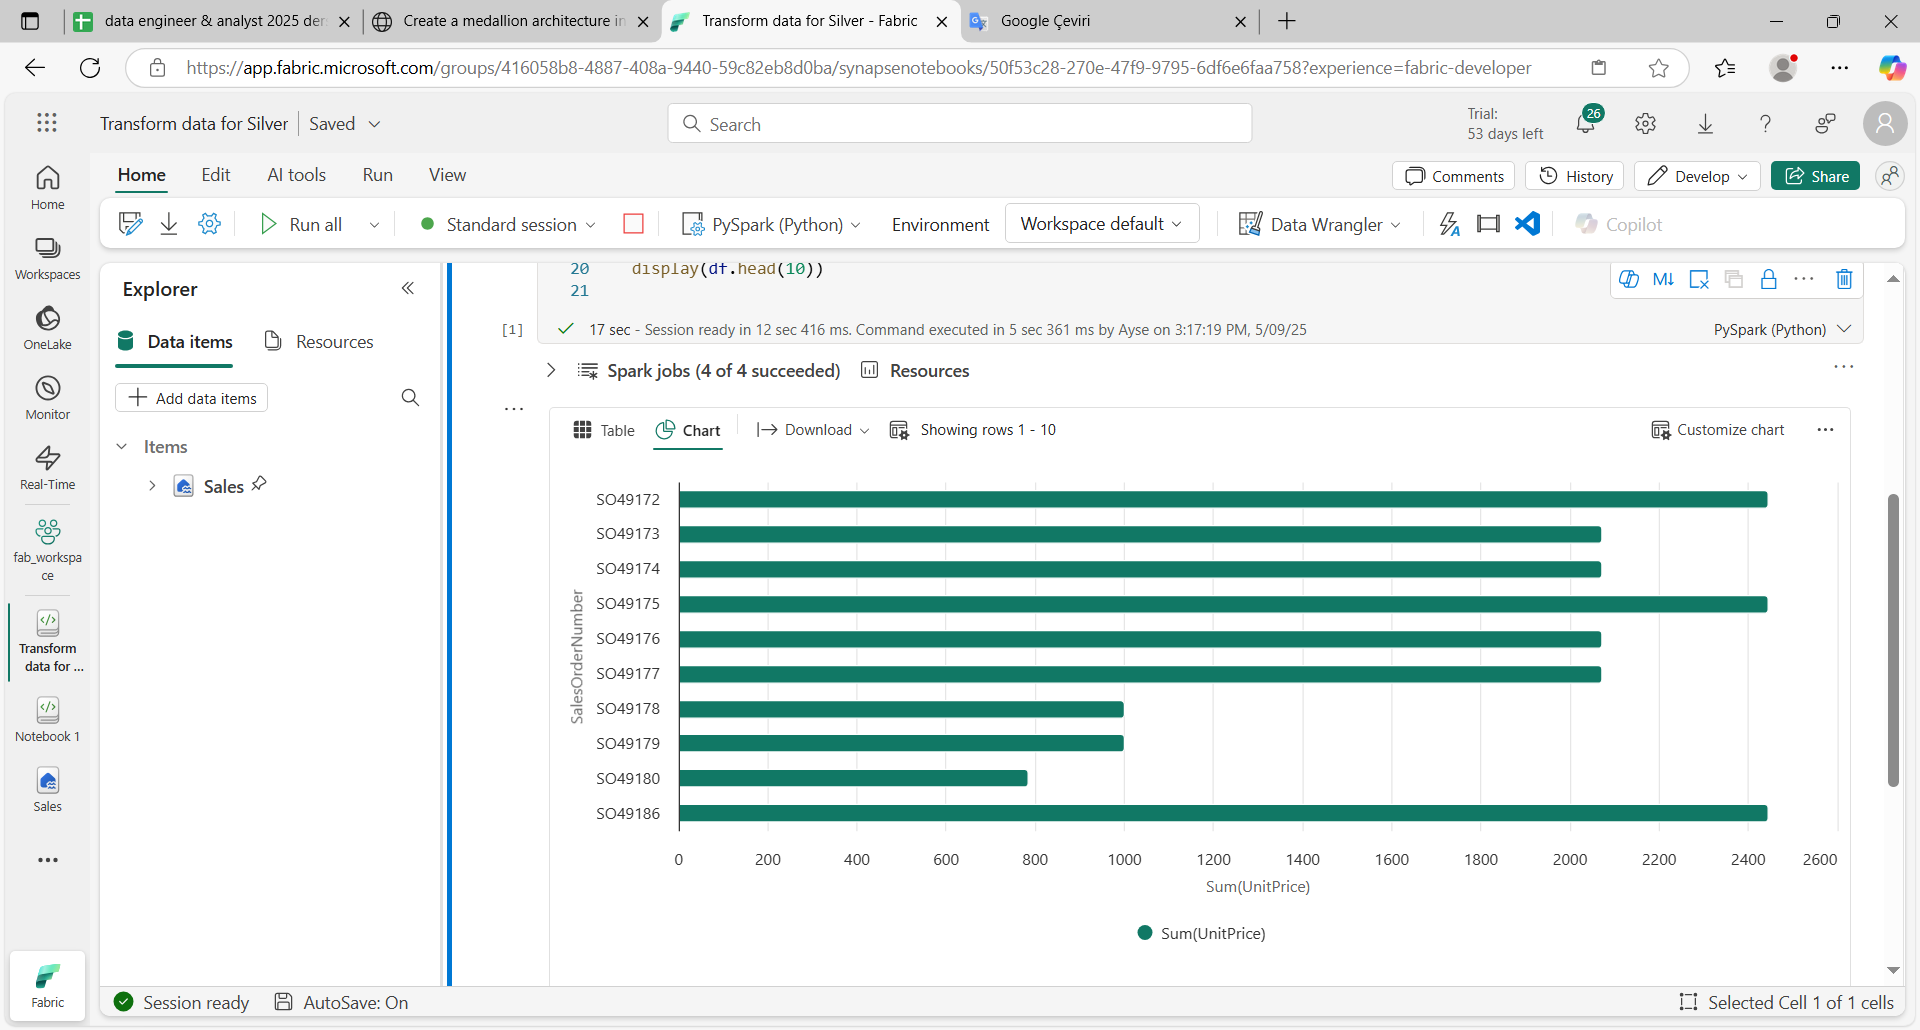 data engineer & analyst 2025 der
Create a medallion architecture in
Transform data for Silver - Fabric
Google Çeviri
https://app.fabric.microsoft.com/groups/416058b8-4887-408a-9440-59c82eb8d0ba/synapsenotebooks/50f53c28-270e-47f9-9795-6df6e6faa758?experience=fabric-developer
Transform data for Silver
Saved
Search
Trial:
53 days left
26
Home
Edit
AI tools
Run
View
Comments
History
Develop
Share
Run all
Standard session
PySpark (Python)
Environment
Workspace default
Data Wrangler
Copilot
Home
Workspaces
OneLake
Monitor
Real-Time
fab_workspa
ce
Transform
data for ...
Notebook 1
Sales
Fabric
Explorer
Data items
Resources
Add data items
Items
Sales
20 display(df.head(10))
21
M↓
[1]
17 sec - Session ready in 12 sec 416 ms. Command executed in 5 sec 361 ms by Ayse on 3:17:19 PM, 5/09/25
PySpark (Python)
Spark jobs (4 of 4 succeeded)
Resources
Table
Chart
Download
Showing rows 1 - 10
Customize chart
SalesOrderNumber
SO49172
SO49173
SO49174
SO49175
SO49176
SO49177
SO49178
SO49179
SO49180
SO49186
0 200 400 600 800 1000 1200 1400 1600 1800 2000 2200 2400 2600
Sum(UnitPrice)
Sum(UnitPrice)
Session ready
AutoSave: On
Selected Cell 1 of 1 cells